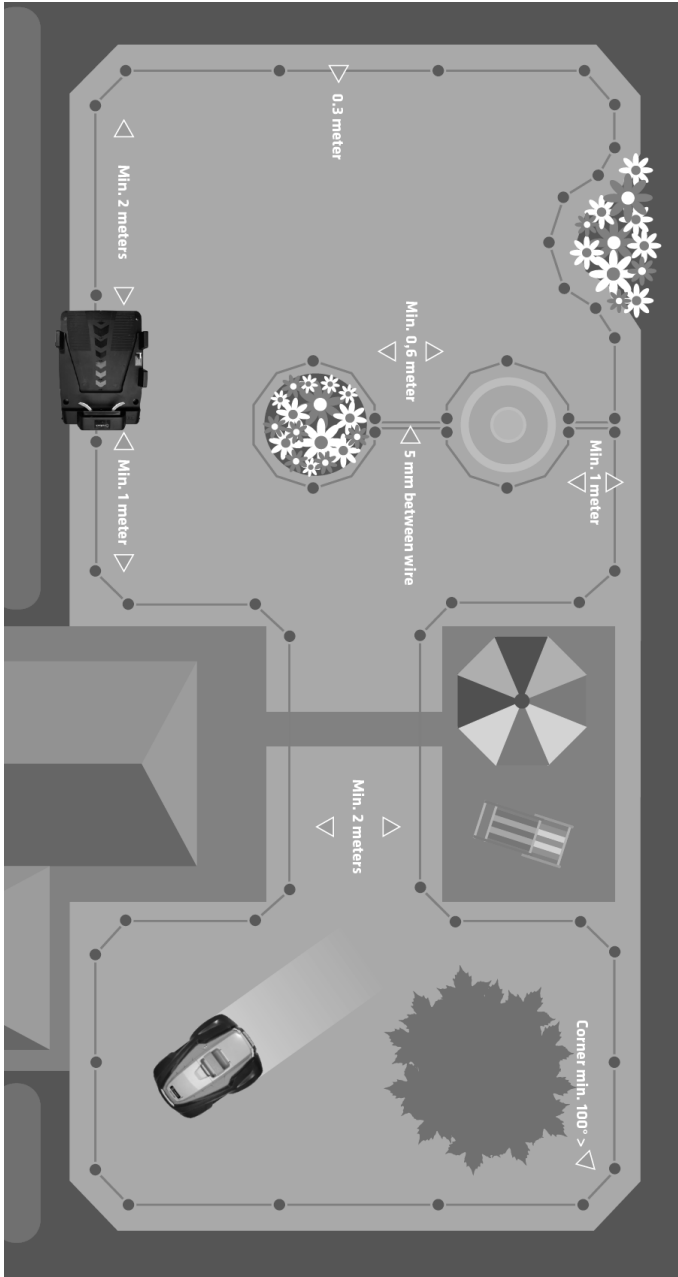 0.3 meter
Min. 2 meters
Min. 0,6 meter
5 mm between wire
Min. 1 meter
Min. 1 meter
Min. 2 meters
Corner min. 100° >